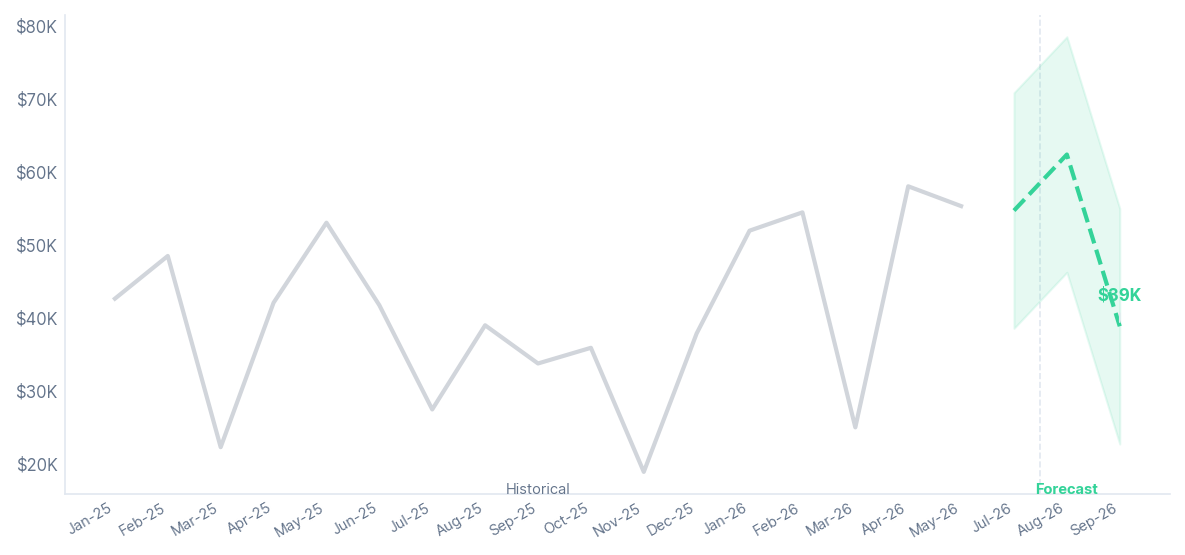 $80K
$70K
$60K
$50K
$40K
$30K
$20K
$39K
Historical
Forecast
Jan-25
Feb-25
Mar-25
Apr-25
May-25
Jun-25
Jul-25
Aug-25
Sep-25
Oct-25
Nov-25
Dec-25
Jan-26
Feb-26
Mar-26
Apr-26
May-26
Jul-26
Aug-26
Sep-26